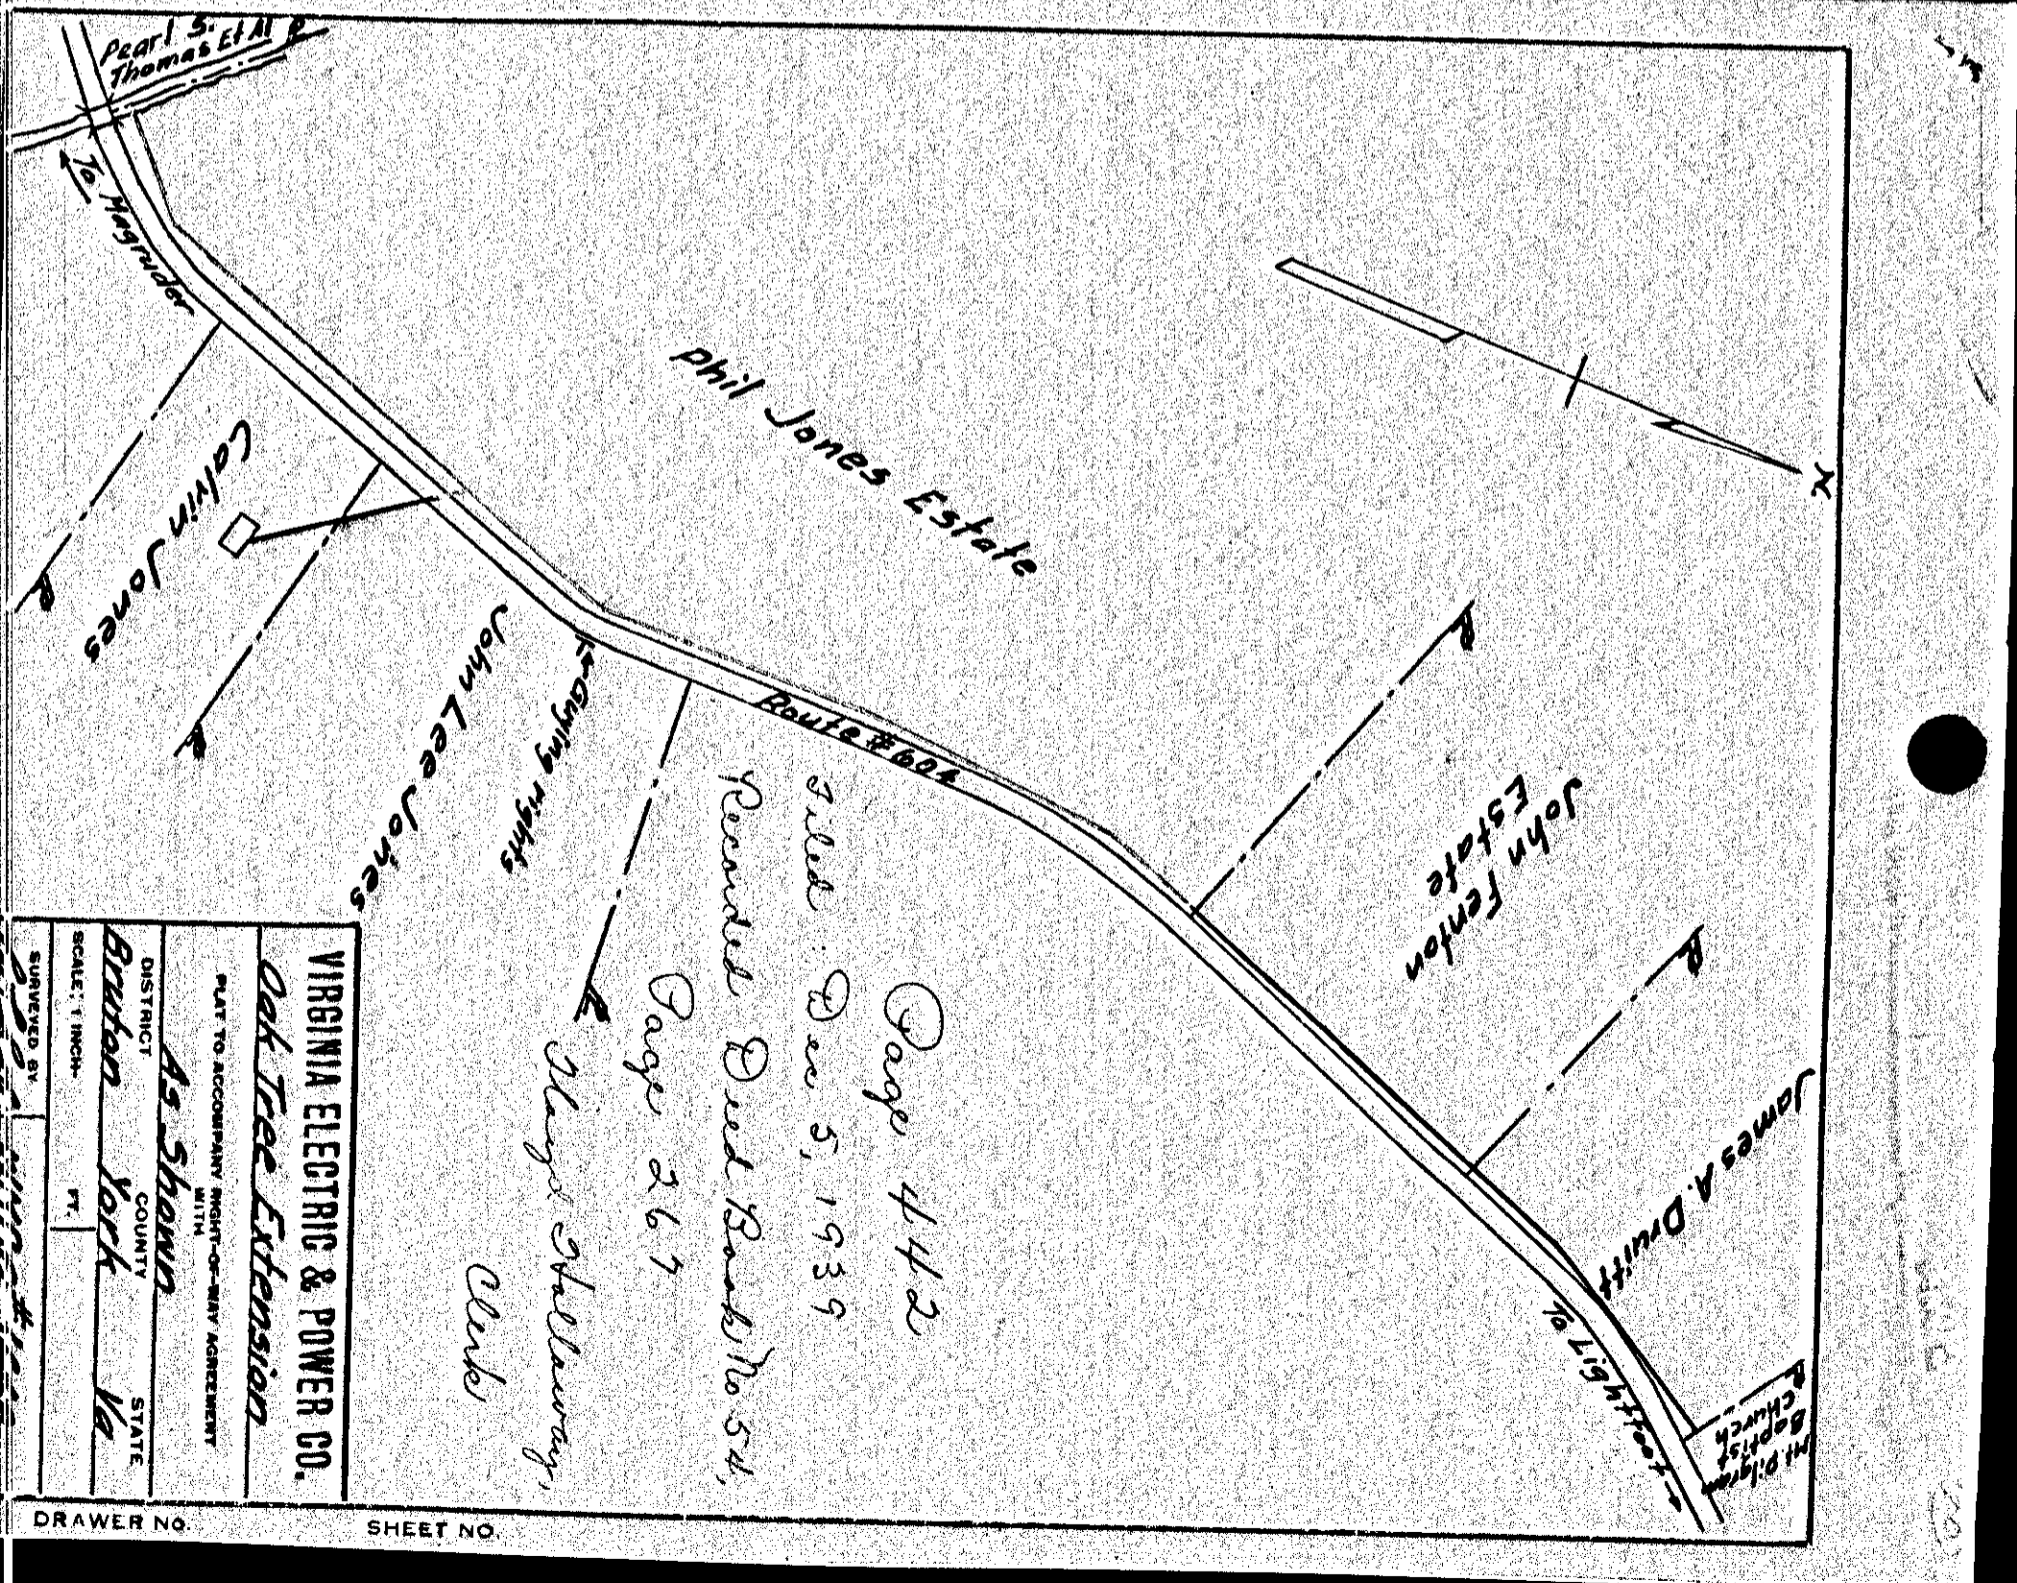 Pearl S.
Thomas Et Al
To Magruder
Calvin Jones
John Lee Jones
Guying rights
Phil Jones Estate
Route #604
John Fenton
Estate
James A. Druitt
To Lightfoot
Mt. Pilgram
Baptist
Church
N.
Page 442
Filed Dec 5, 1939
Recorded Deed Book No 54,
Page 267
Floyd Hollaway,
Clerk
VIRGINIA ELECTRIC & POWER CO.
Oak Tree Extension
PLAT TO ACCOMPANY RIGHT-OF-WAY AGREEMENT
WITH
As Shown
DISTRICT COUNTY STATE
Bruton York Va
SCALE: 1 INCH= FT.
SURVEYED BY
DRAWER NO.
SHEET NO.